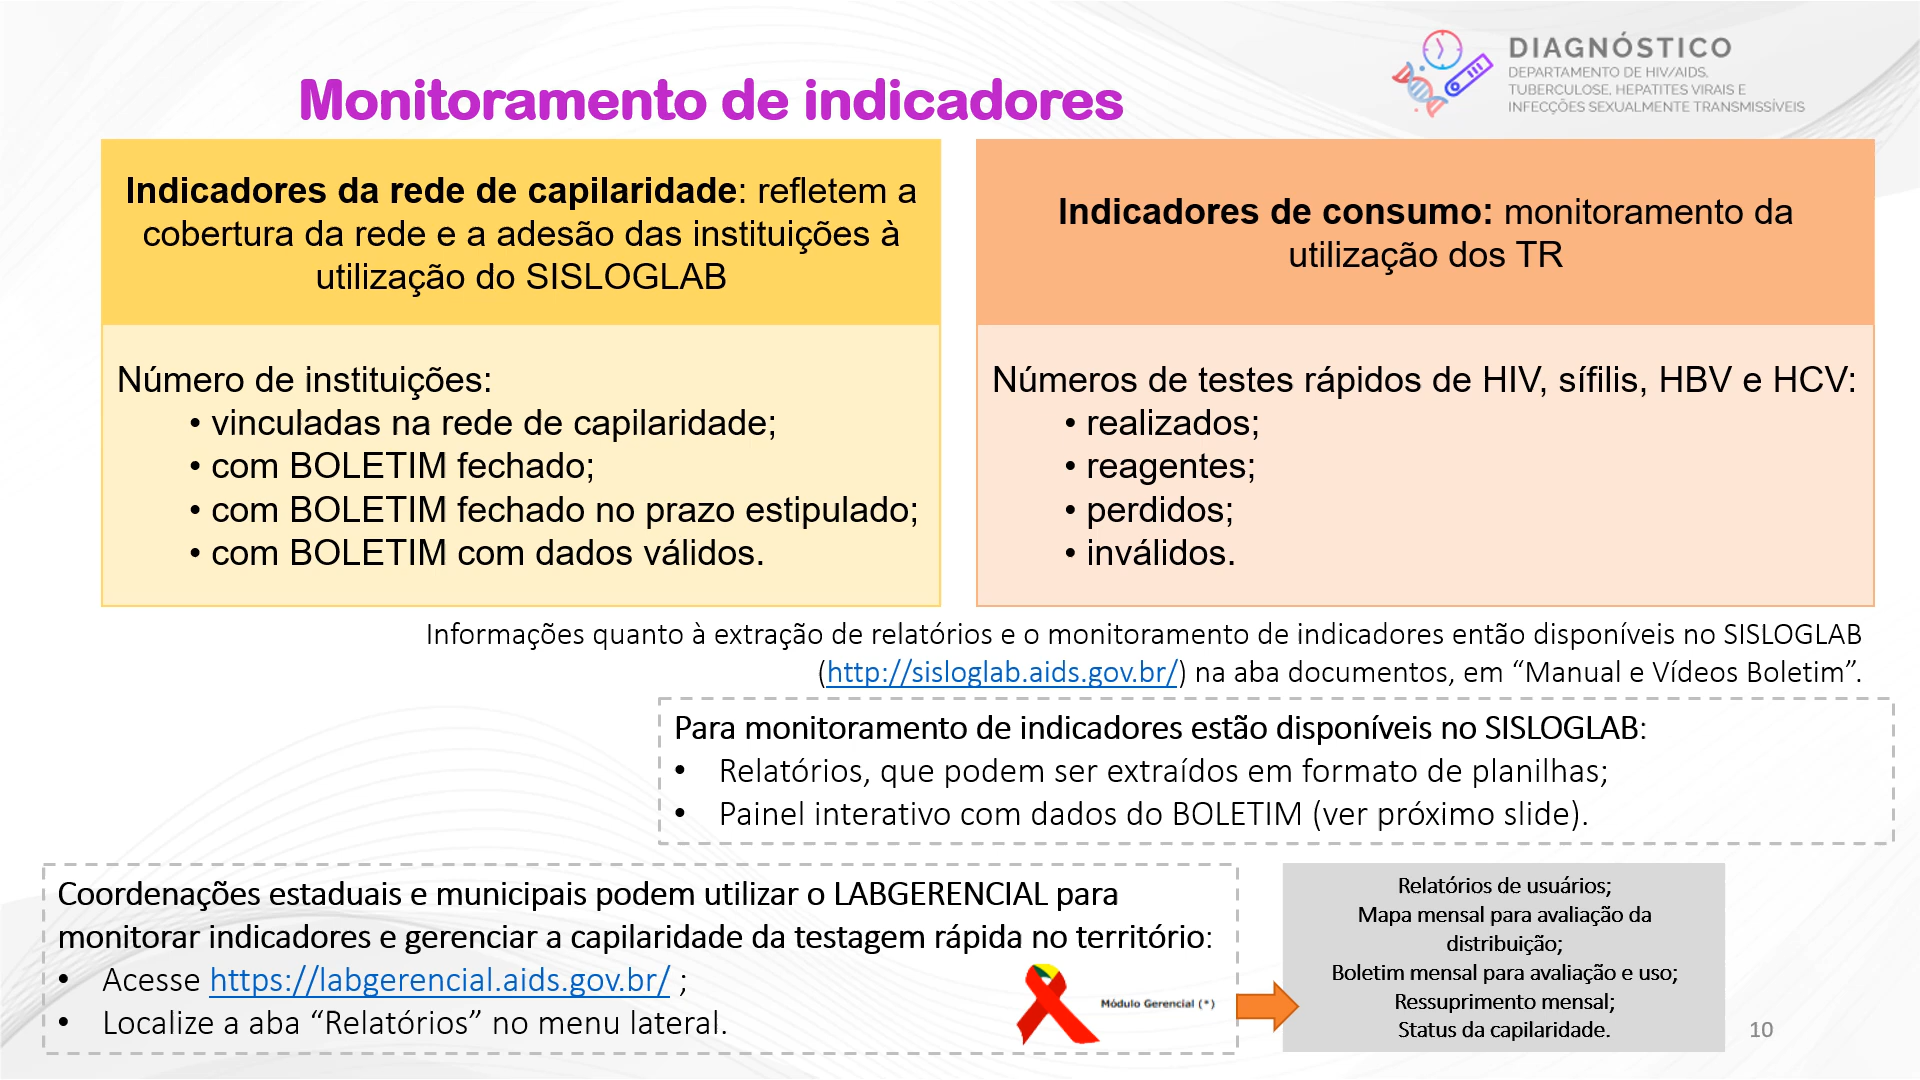 DIAGNÓSTICO
DEPARTAMENTO DE HIV/AIDS,
TUBERCULOSE, HEPATITES VIRAIS E
INFECÇÕES SEXUALMENTE TRANSMISSÍVEIS
Monitoramento de indicadores
Indicadores da rede de capilaridade: refletem a
cobertura da rede e a adesão das instituições à
utilização do SISLOGLAB
Número de instituições:
• vinculadas na rede de capilaridade;
• com BOLETIM fechado;
• com BOLETIM fechado no prazo estipulado;
• com BOLETIM com dados válidos.
Indicadores de consumo: monitoramento da
utilização dos TR
Números de testes rápidos de HIV, sífilis, HBV e HCV:
• realizados;
• reagentes;
• perdidos;
• inválidos.
Informações quanto à extração de relatórios e o monitoramento de indicadores então disponíveis no SISLOGLAB
(http://sisloglab.aids.gov.br/) na aba documentos, em “Manual e Vídeos Boletim”.
Para monitoramento de indicadores estão disponíveis no SISLOGLAB:
• Relatórios, que podem ser extraídos em formato de planilhas;
• Painel interativo com dados do BOLETIM (ver próximo slide).
Coordenações estaduais e municipais podem utilizar o LABGERENCIAL para
monitorar indicadores e gerenciar a capilaridade da testagem rápida no território:
• Acesse https://labgerencial.aids.gov.br/ ;
• Localize a aba “Relatórios” no menu lateral.
Módulo Gerencial (*)
Relatórios de usuários;
Mapa mensal para avaliação da
distribuição;
Boletim mensal para avaliação e uso;
Ressuprimento mensal;
Status da capilaridade.
10